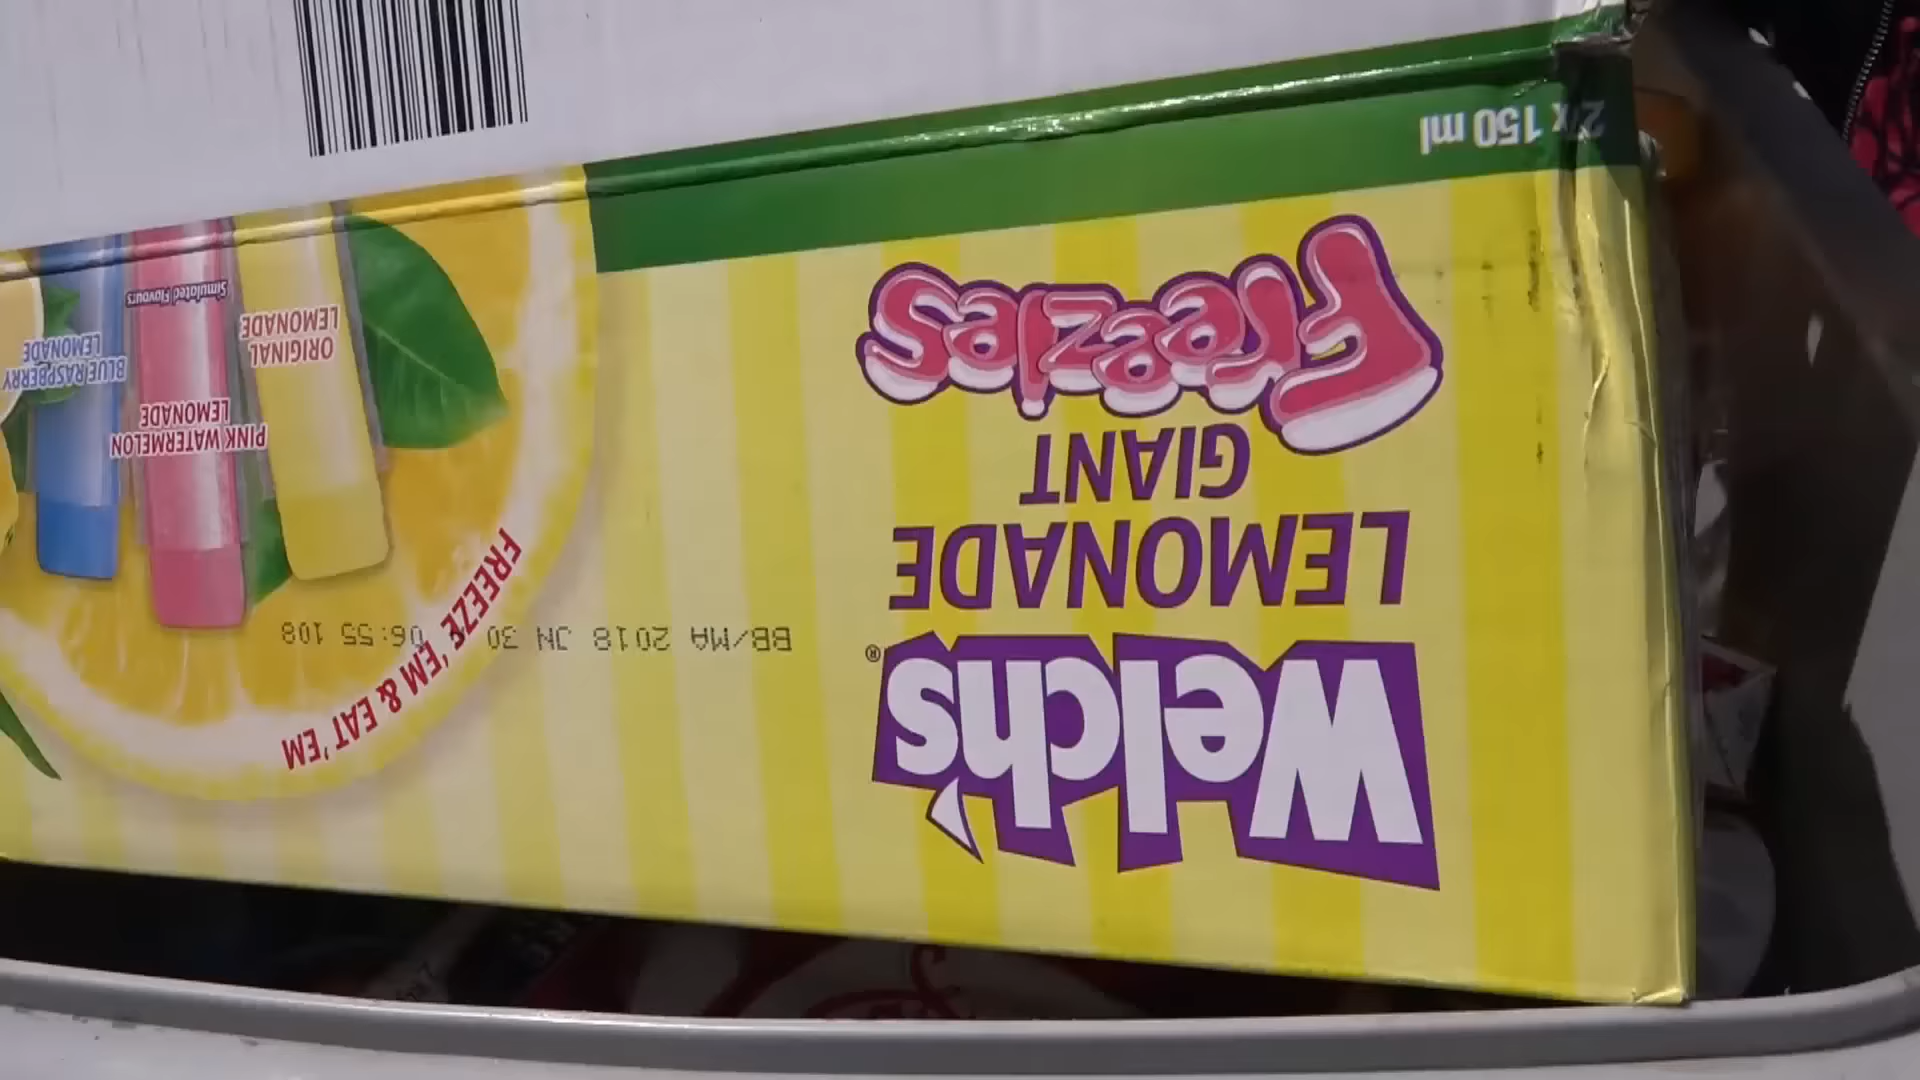 Welch's®
LEMONADE
GIANT
Freezies
150 ml
BB/MA 2018 JN 30 06:55 108
FREEZE 'EM & EAT 'EM
ORIGINAL
LEMONADE
PINK WATERMELON
LEMONADE
Simulated Flavours
BLUE RASPBERRY
LEMONADE